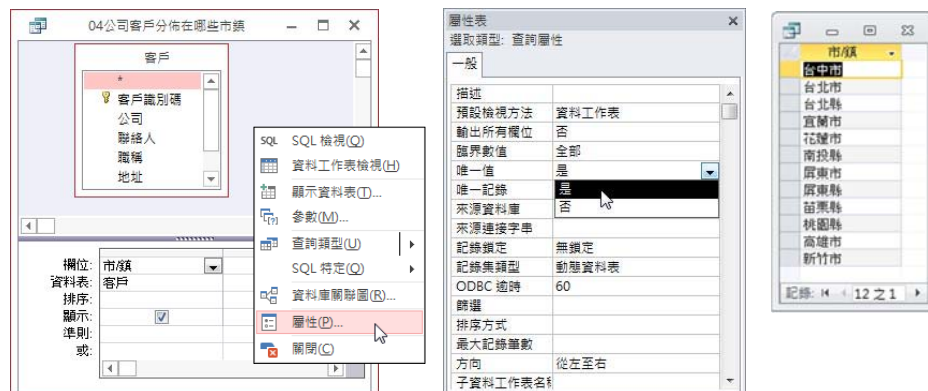 04公司客戶分佈在哪些市鎮
客戶
*
客戶識別碼
公司
聯絡人
職稱
地址
SQL SQL 檢視(Q)
資料工作表檢視(H)
顯示資料表(T)...
參數(M)...
查詢類型(U)
SQL 特定(Q)
資料庫關聯圖(R)...
屬性(P)...
關閉(C)
欄位: 市/鎮
資料表: 客戶
排序:
顯示:
準則:
或:
屬性表
選取類型: 查詢屬性
一般
描述
預設檢視方法 資料工作表
輸出所有欄位 否
臨界數值 全部
唯一值 是
唯一記錄 是
來源資料庫 否
來源連接字串
記錄鎖定 無鎖定
記錄集類型 動態資料表
ODBC 逾時 60
篩選
排序方式
最大記錄筆數
方向 從左至右
子資料工作表名稱
市/鎮
台中市
台北市
台北縣
宜蘭市
花蓮市
南投縣
屏東市
屏東縣
苗栗縣
桃園縣
高雄市
新竹市
記錄: 12 之 1